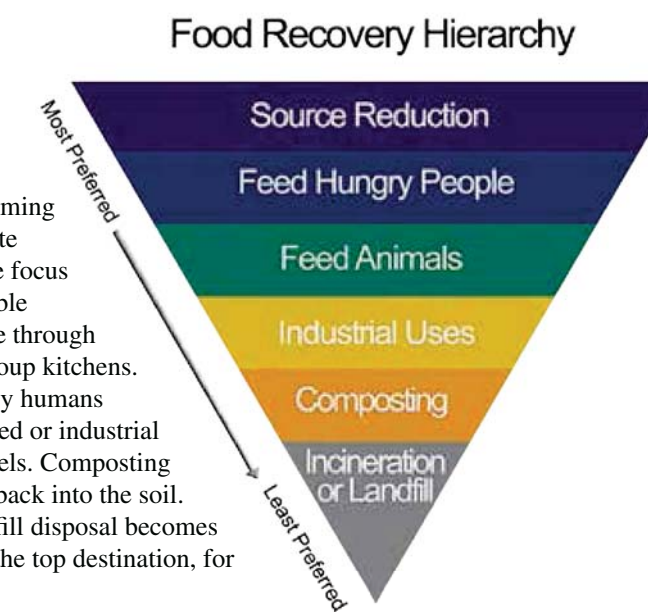 Food Recovery Hierarchy
Most Preferred
Source Reduction
Feed Hungry People
Feed Animals
Industrial Uses
Composting
Incineration
or Landfill
Least Preferred
ming
te
e focus
ble
e through
oup kitchens.
y humans
ed or industrial
els. Composting
back into the soil.
fill disposal becomes
he top destination, for